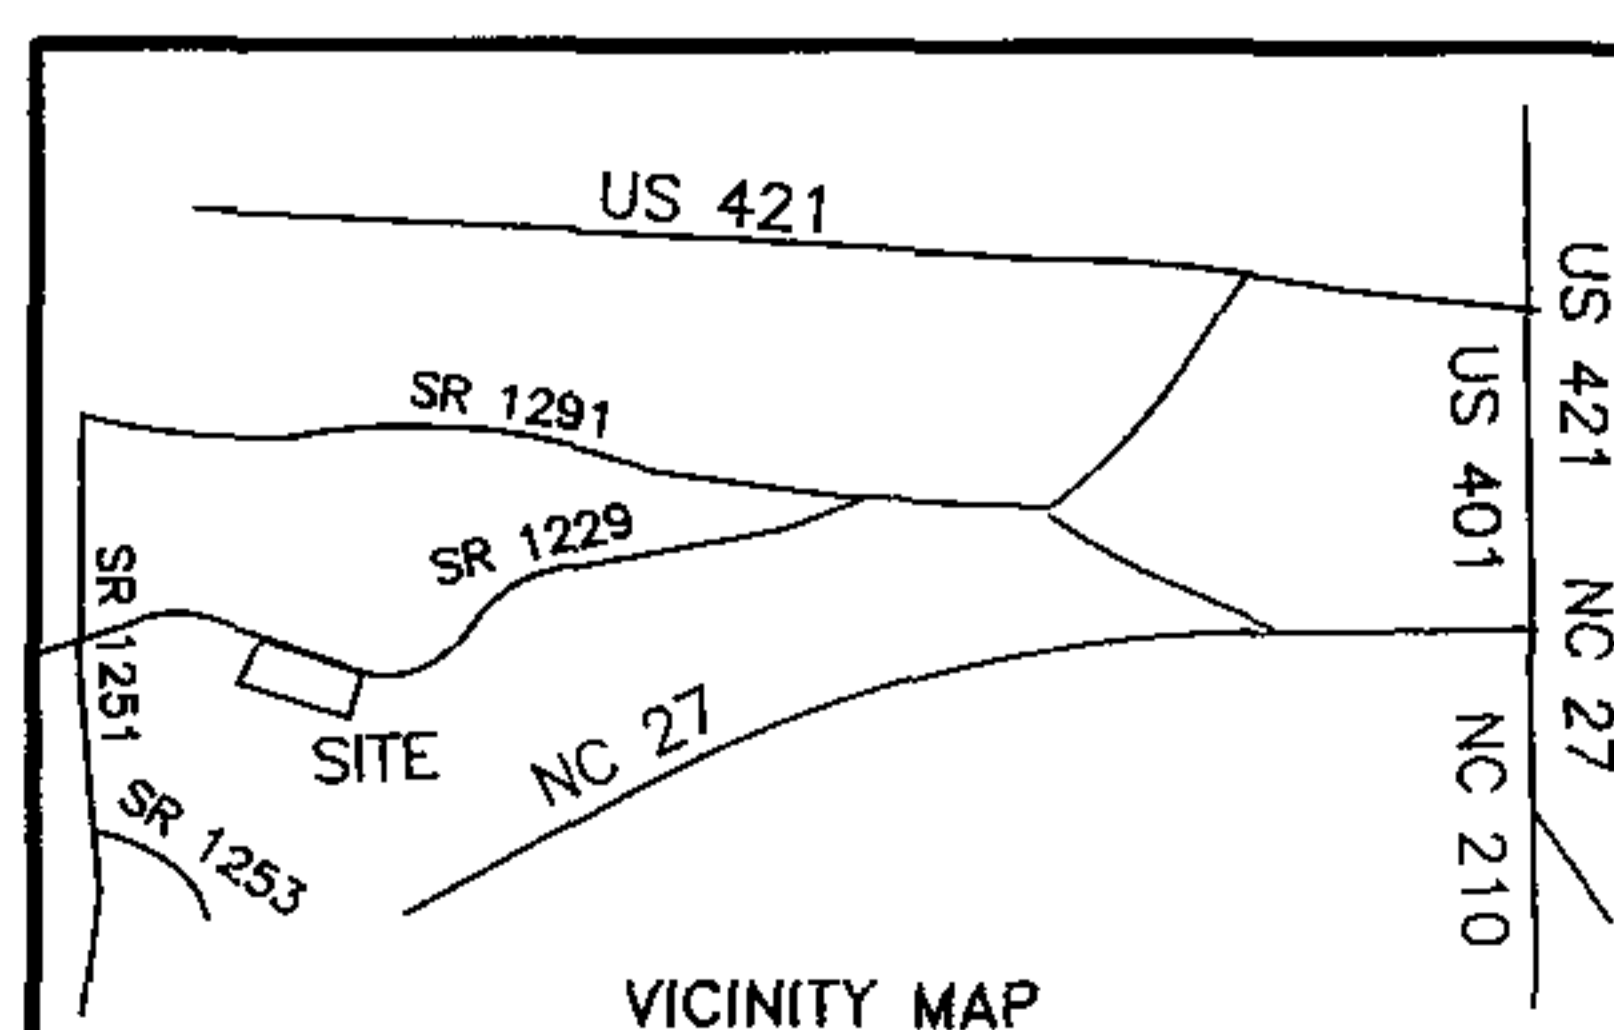 US 421
US 421
US 401
SR 1291
SR 1229
SR 1251
NC 27
NC 27
SITE
NC 210
SR 1253
VICINITY MAP